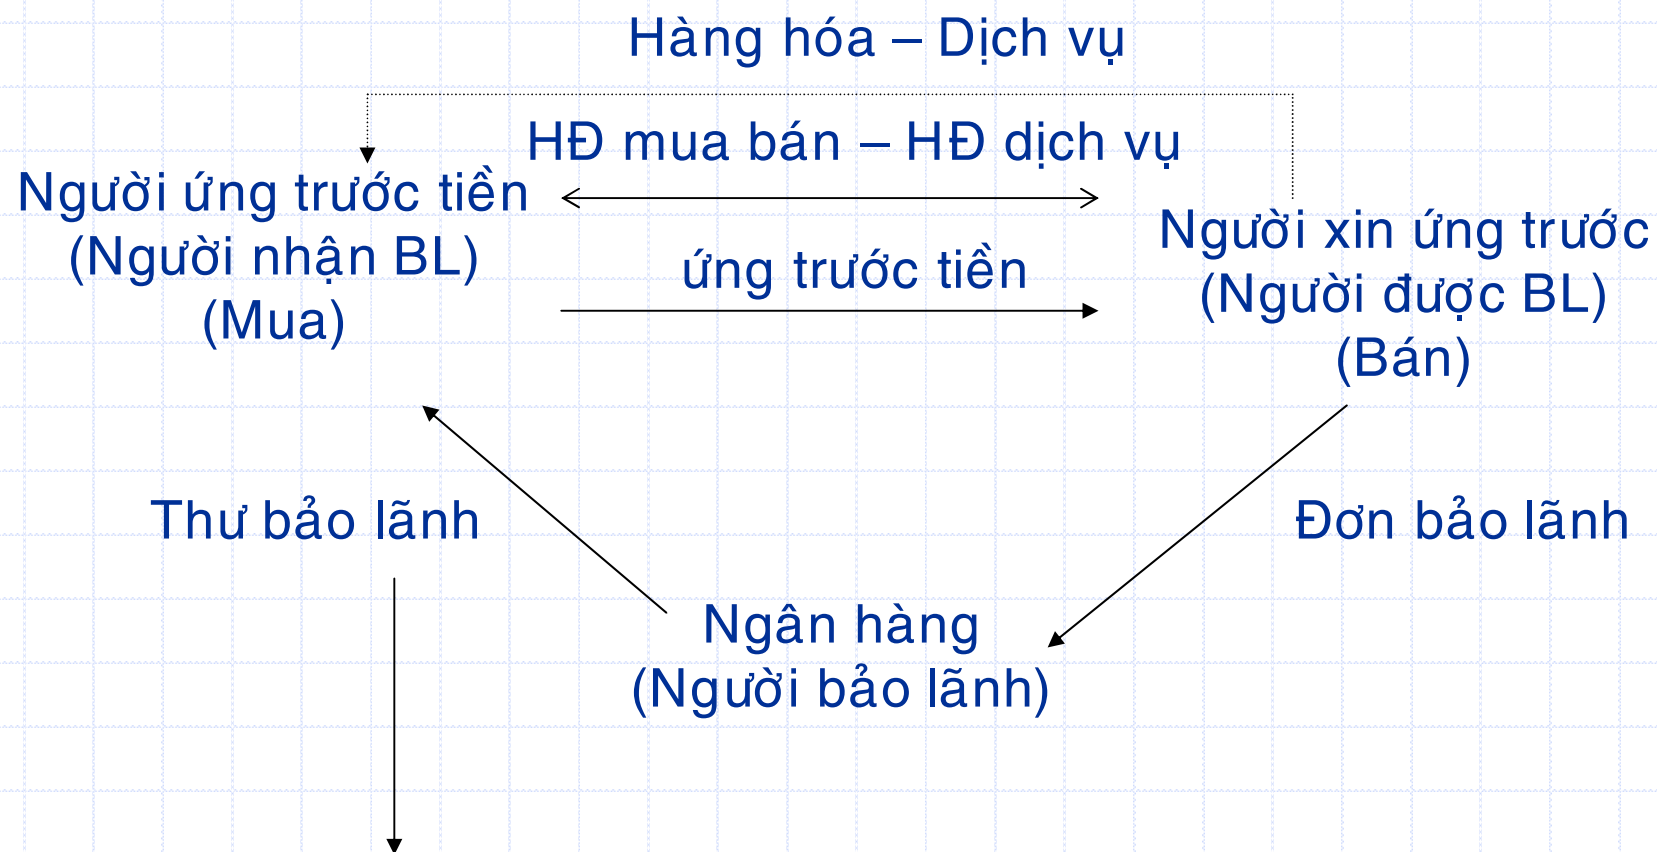 Hàng hóa – Dịch vụ
HĐ mua bán – HĐ dịch vụ
Người ứng trước tiền
(Người nhận BL)
(Mua)
ứng trước tiền
Người xin ứng trước
(Người được BL)
(Bán)
Thư bảo lãnh
Đơn bảo lãnh
Ngân hàng
(Người bảo lãnh)